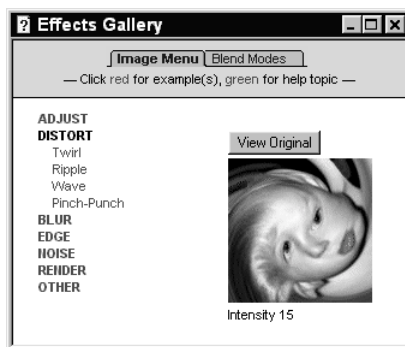 Effects Gallery
Image Menu Blend Modes
— Click red for example(s), green for help topic —
ADJUST
DISTORT
Twirl
Ripple
Wave
Pinch-Punch
BLUR
EDGE
NOISE
RENDER
OTHER
View Original
Intensity 15